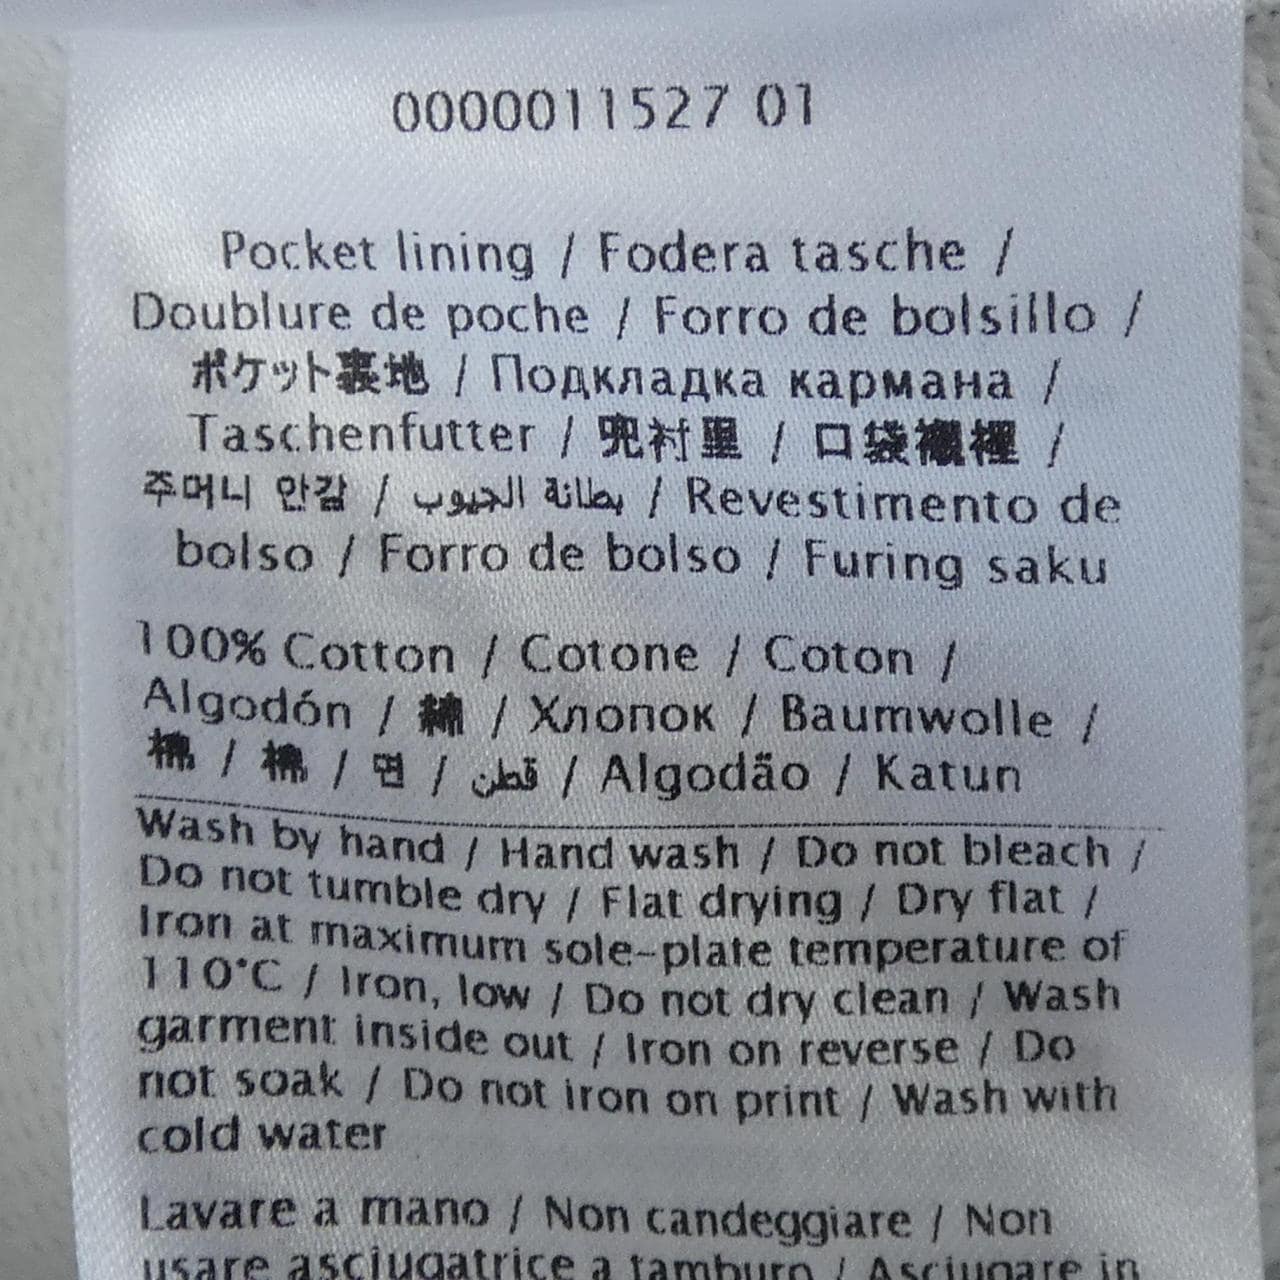 0000011527 01
Pocket lining / Fodera tasche /
Doublure de poche / Forro de bolsillo /
ポケット裏地 / Подкладка кармана /
Taschenfutter / 兜衬里 / 口袋襯裡 /
주머니 안감 / بطانة الجيوب / Revestimento de
bolso / Forro de bolso / Furing saku
100% Cotton / Cotone / Coton /
Algodón / 綿 / Хлопок / Baumwolle /
棉 / 棉 / 면 / قطن / Algodão / Katun
Wash by hand / Hand wash / Do not bleach /
Do not tumble dry / Flat drying / Dry flat /
Iron at maximum sole-plate temperature of
110°C / Iron, low / Do not dry clean / Wash
garment inside out / Iron on reverse / Do
not soak / Do not iron on print / Wash with
cold water
Lavare a mano / Non candeggiare / Non
usare asciugatrice a tamburo / Asciugare in